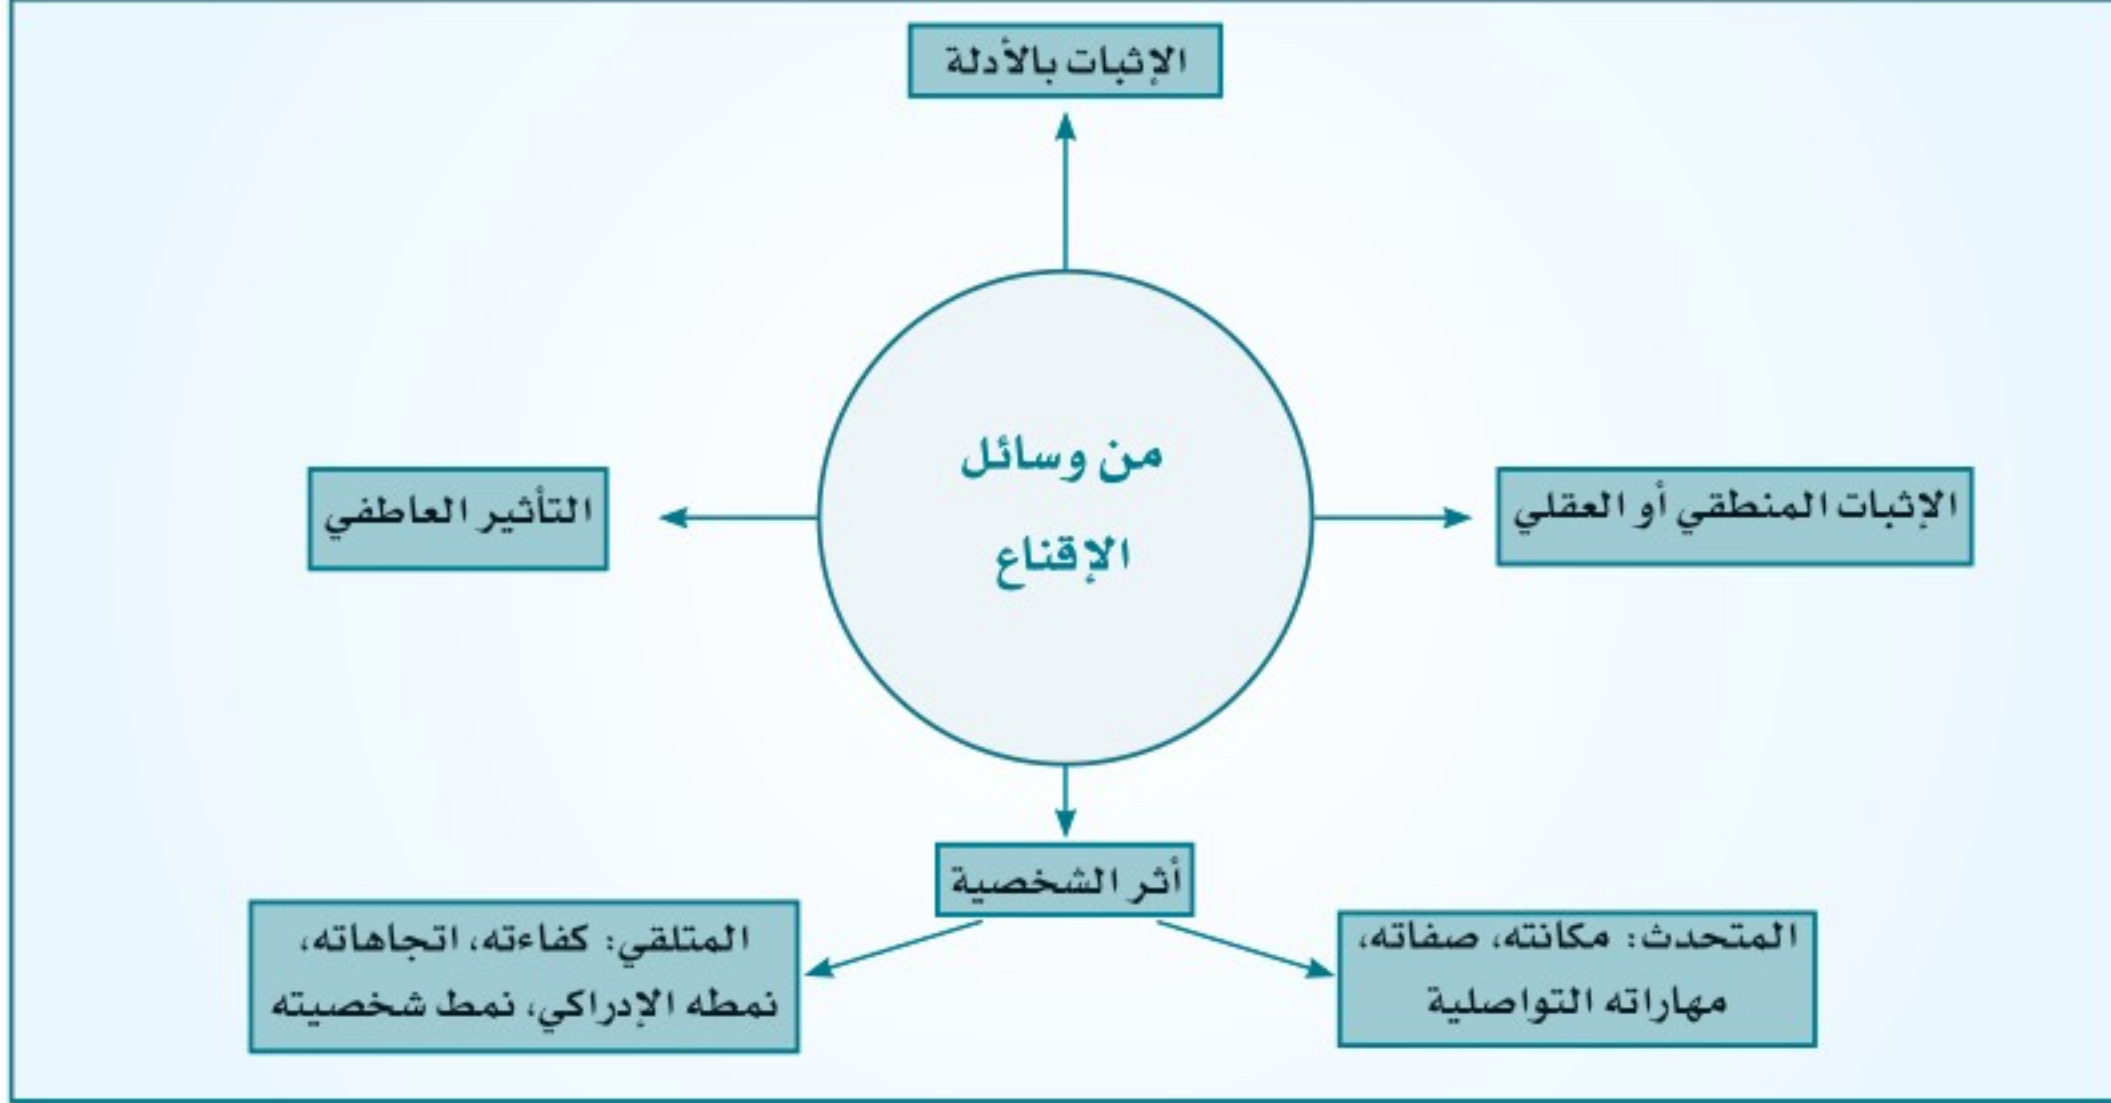 الإثبات بالأدلة
من وسائل
الإقناع
الإثبات المنطقي أو العقلي
التأثير العاطفي
أثر الشخصية
المتحدث: مكانته، صفاته،
مهاراته التواصلية
المتلقي: كفاءته، اتجاهاته،
نمطه الإدراكي، نمط شخصيته